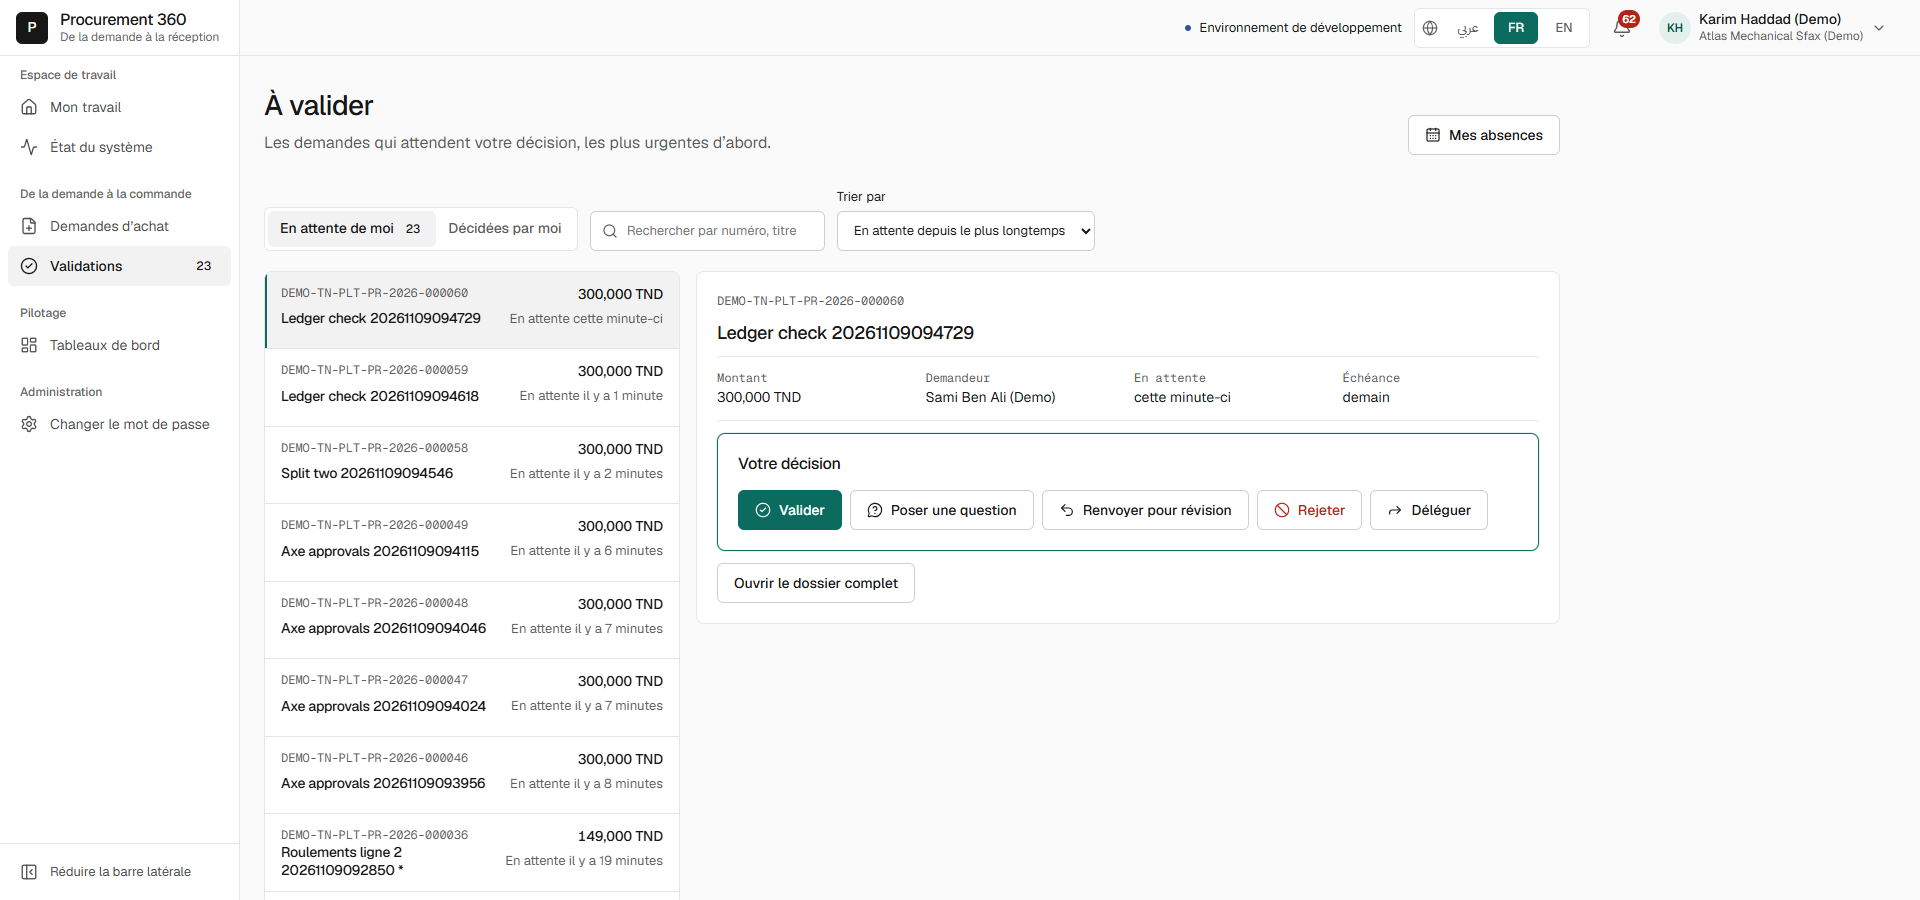 P
Procurement 360
De la demande à la réception
Environnement de développement
عربي
FR
EN
62
KH
Karim Haddad (Demo)
Atlas Mechanical Sfax (Demo)
Espace de travail
Mon travail
État du système
De la demande à la commande
Demandes d'achat
Validations 23
Pilotage
Tableaux de bord
Administration
Changer le mot de passe
Réduire la barre latérale
À valider
Les demandes qui attendent votre décision, les plus urgentes d’abord.
Mes absences
En attente de moi 23
Décidées par moi
Rechercher par numéro, titre
Trier par
En attente depuis le plus longtemps
DEMO-TN-PLT-PR-2026-000060 300,000 TND
Ledger check 20261109094729 En attente cette minute-ci
DEMO-TN-PLT-PR-2026-000059 300,000 TND
Ledger check 20261109094618 En attente il y a 1 minute
DEMO-TN-PLT-PR-2026-000058 300,000 TND
Split two 20261109094546 En attente il y a 2 minutes
DEMO-TN-PLT-PR-2026-000049 300,000 TND
Axe approvals 20261109094115 En attente il y a 6 minutes
DEMO-TN-PLT-PR-2026-000048 300,000 TND
Axe approvals 20261109094046 En attente il y a 7 minutes
DEMO-TN-PLT-PR-2026-000047 300,000 TND
Axe approvals 20261109094024 En attente il y a 7 minutes
DEMO-TN-PLT-PR-2026-000046 300,000 TND
Axe approvals 20261109093956 En attente il y a 8 minutes
DEMO-TN-PLT-PR-2026-000036 149,000 TND
Roulements ligne 2
20261109092850 * En attente il y a 19 minutes
DEMO-TN-PLT-PR-2026-000060
Ledger check 20261109094729
Montant Demandeur En attente Échéance
300,000 TND Sami Ben Ali (Demo) cette minute-ci demain
Votre décision
Valider
Poser une question
Renvoyer pour révision
Rejeter
Déléguer
Ouvrir le dossier complet